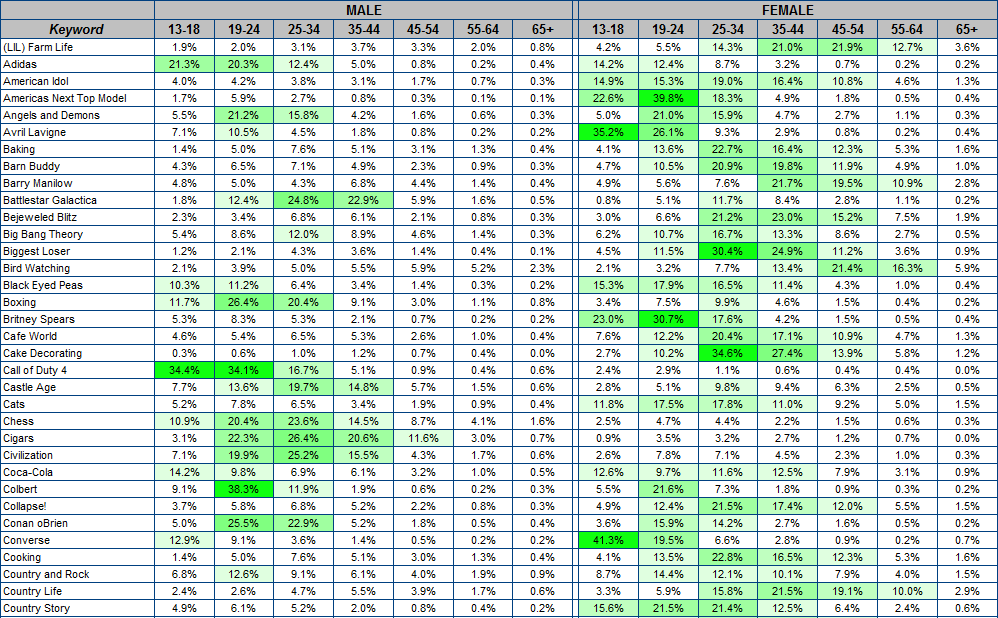 MALE FEMALE
Keyword 13-18 19-24 25-34 35-44 45-54 55-64 65+ 13-18 19-24 25-34 35-44 45-54 55-64 65+
(LIL) Farm Life 1.9% 2.0% 3.1% 3.7% 3.3% 2.0% 0.8% 4.2% 5.5% 14.3% 21.0% 21.9% 12.7% 3.6%
Adidas 21.3% 20.3% 12.4% 5.0% 0.8% 0.2% 0.4% 14.2% 12.4% 8.7% 3.2% 0.7% 0.2% 0.2%
American Idol 4.0% 4.2% 3.8% 3.1% 1.7% 0.7% 0.3% 14.9% 15.3% 19.0% 16.4% 10.8% 4.6% 1.3%
Americas Next Top Model 1.7% 5.9% 2.7% 0.8% 0.3% 0.1% 0.1% 22.6% 39.8% 18.3% 4.9% 1.8% 0.5% 0.4%
Angels and Demons 5.5% 21.2% 15.8% 4.2% 1.6% 0.6% 0.3% 5.0% 21.0% 15.9% 4.7% 2.7% 1.1% 0.3%
Avril Lavigne 7.1% 10.5% 4.5% 1.8% 0.8% 0.2% 0.2% 35.2% 26.1% 9.3% 2.9% 0.8% 0.2% 0.4%
Baking 1.4% 5.0% 7.6% 5.1% 3.1% 1.3% 0.4% 4.1% 13.6% 22.7% 16.4% 12.3% 5.3% 1.6%
Barn Buddy 4.3% 6.5% 7.1% 4.9% 2.3% 0.9% 0.3% 4.7% 10.5% 20.9% 19.8% 11.9% 4.9% 1.0%
Barry Manilow 4.8% 5.0% 4.3% 6.8% 4.4% 1.4% 0.4% 4.9% 5.6% 7.6% 21.7% 19.5% 10.9% 2.8%
Battlestar Galactica 1.8% 12.4% 24.8% 22.9% 5.9% 1.6% 0.5% 0.8% 5.1% 11.7% 8.4% 2.8% 1.1% 0.2%
Bejeweled Blitz 2.3% 3.4% 6.8% 6.1% 2.1% 0.8% 0.3% 3.0% 6.6% 21.2% 23.0% 15.2% 7.5% 1.9%
Big Bang Theory 5.4% 8.6% 12.0% 8.9% 4.6% 1.4% 0.3% 6.2% 10.7% 16.7% 13.3% 8.6% 2.7% 0.5%
Biggest Loser 1.2% 2.1% 4.3% 3.6% 1.4% 0.4% 0.1% 4.5% 11.5% 30.4% 24.9% 11.2% 3.6% 0.9%
Bird Watching 2.1% 3.9% 5.0% 5.5% 5.9% 5.2% 2.3% 2.1% 3.2% 7.7% 13.4% 21.4% 16.3% 5.9%
Black Eyed Peas 10.3% 11.2% 6.4% 3.4% 1.4% 0.3% 0.2% 15.3% 17.9% 16.5% 11.4% 4.3% 1.0% 0.4%
Boxing 11.7% 26.4% 20.4% 9.1% 3.0% 1.1% 0.8% 3.4% 7.5% 9.9% 4.6% 1.5% 0.4% 0.2%
Britney Spears 5.3% 8.3% 5.3% 2.1% 0.7% 0.2% 0.2% 23.0% 30.7% 17.6% 4.2% 1.5% 0.5% 0.4%
Cafe World 4.6% 5.4% 6.5% 5.3% 2.6% 1.0% 0.4% 7.6% 12.2% 20.4% 17.1% 10.9% 4.7% 1.3%
Cake Decorating 0.3% 0.6% 1.0% 1.2% 0.7% 0.4% 0.0% 2.7% 10.2% 34.6% 27.4% 13.9% 5.8% 1.2%
Call of Duty 4 34.4% 34.1% 16.7% 5.1% 0.9% 0.4% 0.6% 2.4% 2.9% 1.1% 0.6% 0.4% 0.4% 0.0%
Castle Age 7.7% 13.6% 19.7% 14.8% 5.7% 1.5% 0.6% 2.8% 5.1% 9.8% 9.4% 6.3% 2.5% 0.5%
Cats 5.2% 7.8% 6.5% 3.4% 1.9% 0.9% 0.4% 11.8% 17.5% 17.8% 11.0% 9.2% 5.0% 1.5%
Chess 10.9% 20.4% 23.6% 14.5% 8.7% 4.1% 1.6% 2.5% 4.7% 4.4% 2.2% 1.5% 0.6% 0.3%
Cigars 3.1% 22.3% 26.4% 20.6% 11.6% 3.0% 0.7% 0.9% 3.5% 3.2% 2.7% 1.2% 0.7% 0.0%
Civilization 7.1% 19.9% 25.2% 15.5% 4.3% 1.7% 0.6% 2.6% 7.8% 7.1% 4.5% 2.3% 1.0% 0.3%
Coca-Cola 14.2% 9.8% 6.9% 6.1% 3.2% 1.0% 0.4% 12.6% 9.7% 11.6% 12.5% 7.9% 3.1% 0.9%
Colbert 9.1% 38.3% 11.9% 1.9% 0.6% 0.2% 0.3% 5.5% 21.6% 7.3% 1.8% 0.9% 0.3% 0.2%
Collapse! 3.7% 5.8% 6.8% 5.2% 2.2% 0.8% 0.3% 4.9% 12.4% 21.5% 17.4% 12.0% 5.5% 1.5%
Conan oBrien 5.0% 25.5% 22.9% 5.2% 1.8% 0.5% 0.4% 3.6% 15.9% 14.2% 2.7% 1.6% 0.5% 0.2%
Converse 12.9% 9.1% 3.6% 1.4% 0.5% 0.2% 0.2% 41.3% 19.5% 6.6% 2.8% 0.9% 0.2% 0.7%
Cooking 1.4% 5.0% 7.6% 5.1% 3.0% 1.3% 0.4% 4.1% 13.5% 22.8% 16.5% 12.3% 5.3% 1.6%
Country and Rock 6.8% 12.6% 9.1% 6.1% 4.0% 1.9% 0.9% 8.7% 14.4% 12.1% 10.1% 7.9% 4.0% 1.5%
Country Life 2.4% 2.6% 4.7% 5.5% 3.9% 1.7% 0.6% 3.3% 5.9% 15.8% 21.5% 19.1% 10.0% 2.9%
Country Story 4.9% 6.1% 5.2% 2.0% 0.8% 0.4% 0.2% 15.6% 21.5% 21.4% 12.5% 6.4% 2.4% 0.6%